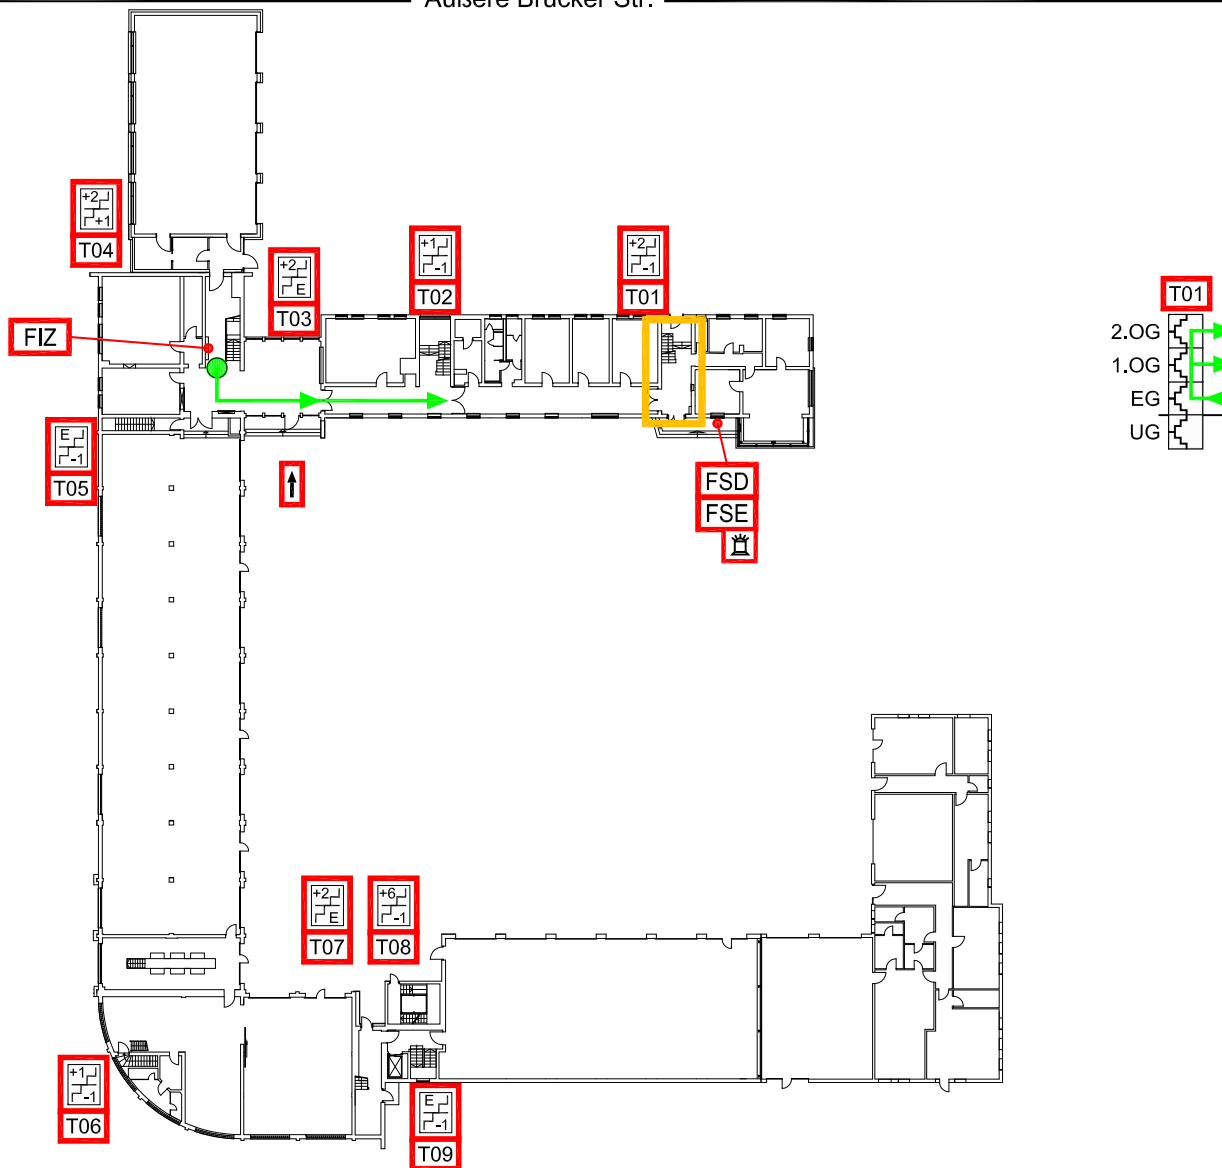 Äußere Brucker Str.
+2
+1
T04
+2
E
T03
+1
-1
T02
+2
-1
T01
T01
FIZ
2.OG
1.OG
EG
UG
E
-1
T05
FSD
FSE
+2
E
T07
+6
-1
T08
+1
-1
T06
E
-1
T09